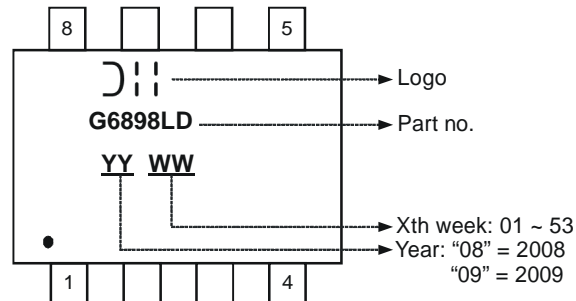 8 5
Logo
G6898LD Part no.
YY WW
Xth week: 01 ~ 53
Year: “08” = 2008
“09” = 2009
1 4